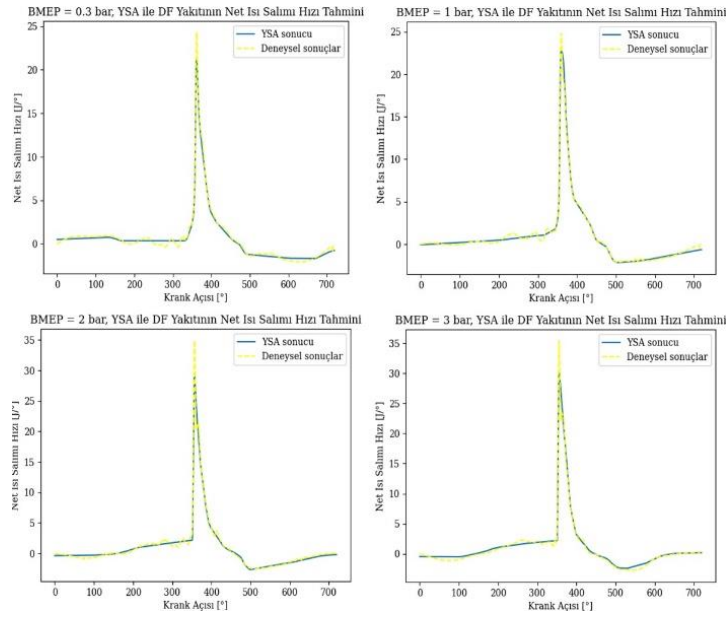 BMEP = 0.3 bar, YSA ile DF Yakıtının Net Isı Salımı Hızı Tahmini
YSA sonucu
Deneysel sonuçlar
Net Isı Salımı Hızı [J/°]
25
20
15
10
5
0
0 100 200 300 400 500 600 700
Krank Açısı [°]
BMEP = 1 bar, YSA ile DF Yakıtının Net Isı Salımı Hızı Tahmini
YSA sonucu
Deneysel sonuçlar
Net Isı Salımı Hızı [J/°]
25
20
15
10
5
0
0 100 200 300 400 500 600 700
Krank Açısı [°]
BMEP = 2 bar, YSA ile DF Yakıtının Net Isı Salımı Hızı Tahmini
YSA sonucu
Deneysel sonuçlar
Net Isı Salımı Hızı [J/°]
35
30
25
20
15
10
5
0
0 100 200 300 400 500 600 700
Krank Açısı [°]
BMEP = 3 bar, YSA ile DF Yakıtının Net Isı Salımı Hızı Tahmini
YSA sonucu
Deneysel sonuçlar
Net Isı Salımı Hızı [J/°]
35
30
25
20
15
10
5
0
0 100 200 300 400 500 600 700
Krank Açısı [°]